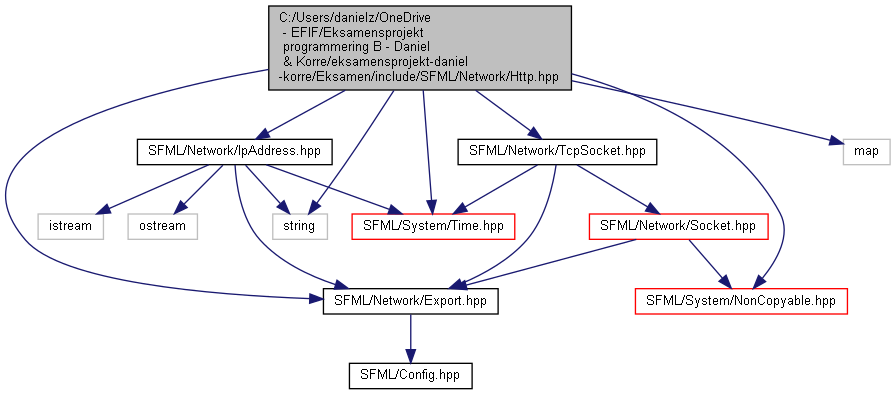 C:/Users/danielz/OneDrive
- EFIF/Eksamensprojekt
programmering B - Daniel
& Korre/eksamensprojekt-daniel
-korre/Eksamen/include/SFML/Network/Http.hpp
SFML/Network/IpAddress.hpp
SFML/Network/TcpSocket.hpp
map
istream
ostream
string
SFML/System/Time.hpp
SFML/Network/Socket.hpp
SFML/Network/Export.hpp
SFML/System/NonCopyable.hpp
SFML/Config.hpp